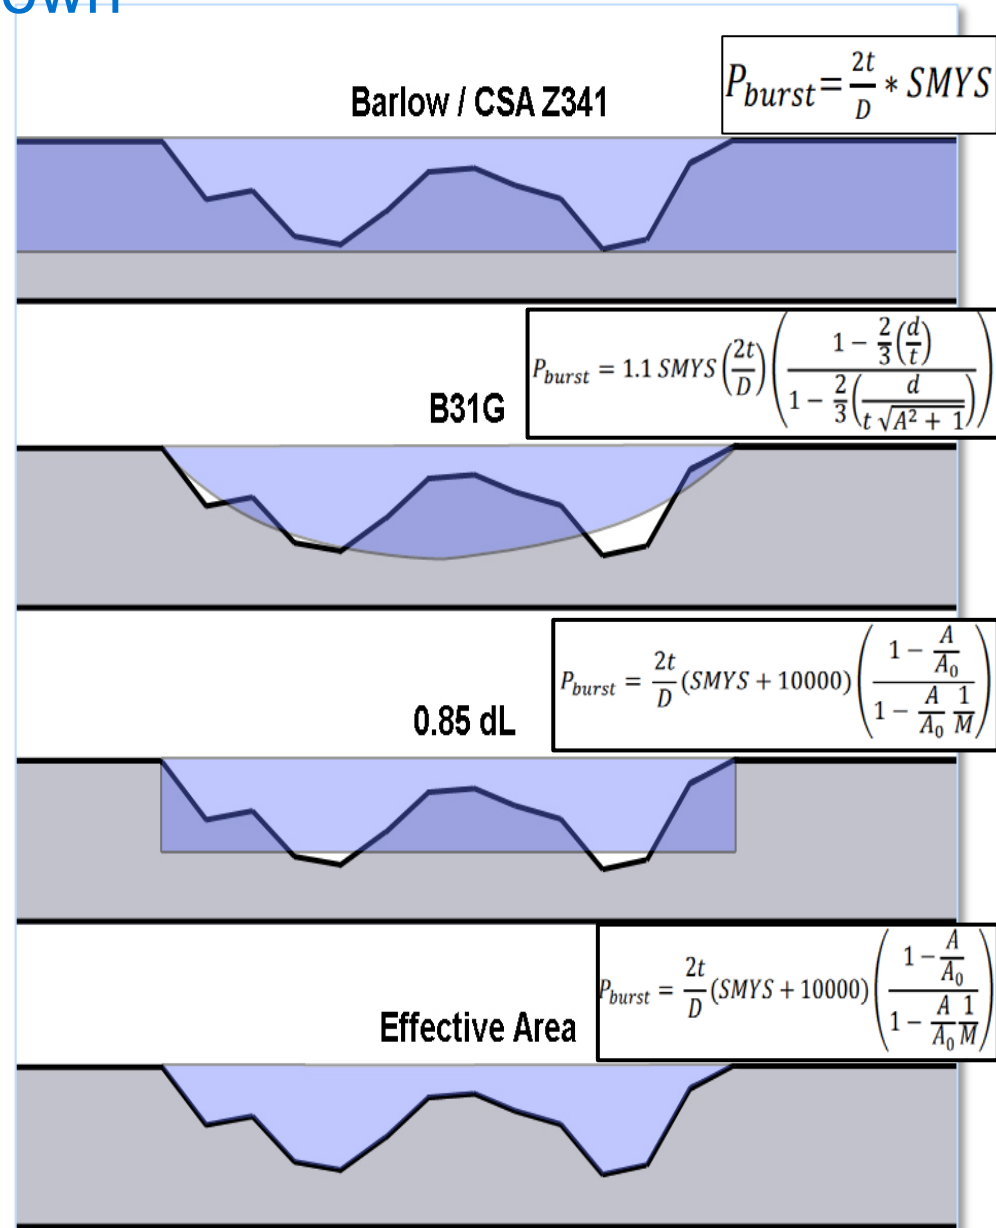 own
P_burst = 2t/D * SMYS
Barlow / CSA Z341
P_burst = 1.1 SMYS (2t/D) ((1 − 2/3 (d/t)) / (1 − 2/3 (d / (t √(A² + 1)))))
B31G
P_burst = 2t/D (SMYS + 10000) ((1 − A/A₀) / (1 − A/A₀ 1/M))
0.85 dL
P_burst = 2t/D (SMYS + 10000) ((1 − A/A₀) / (1 − A/A₀ 1/M))
Effective Area